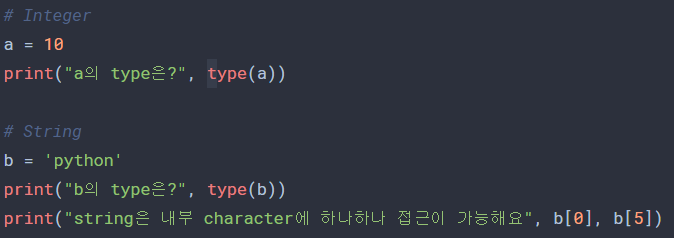 # Integer
a = 10
print("a의 type은?", type(a))
# String
b = 'python'
print("b의 type은?", type(b))
print("string은 내부 character에 하나하나 접근이 가능해요", b[0], b[5])